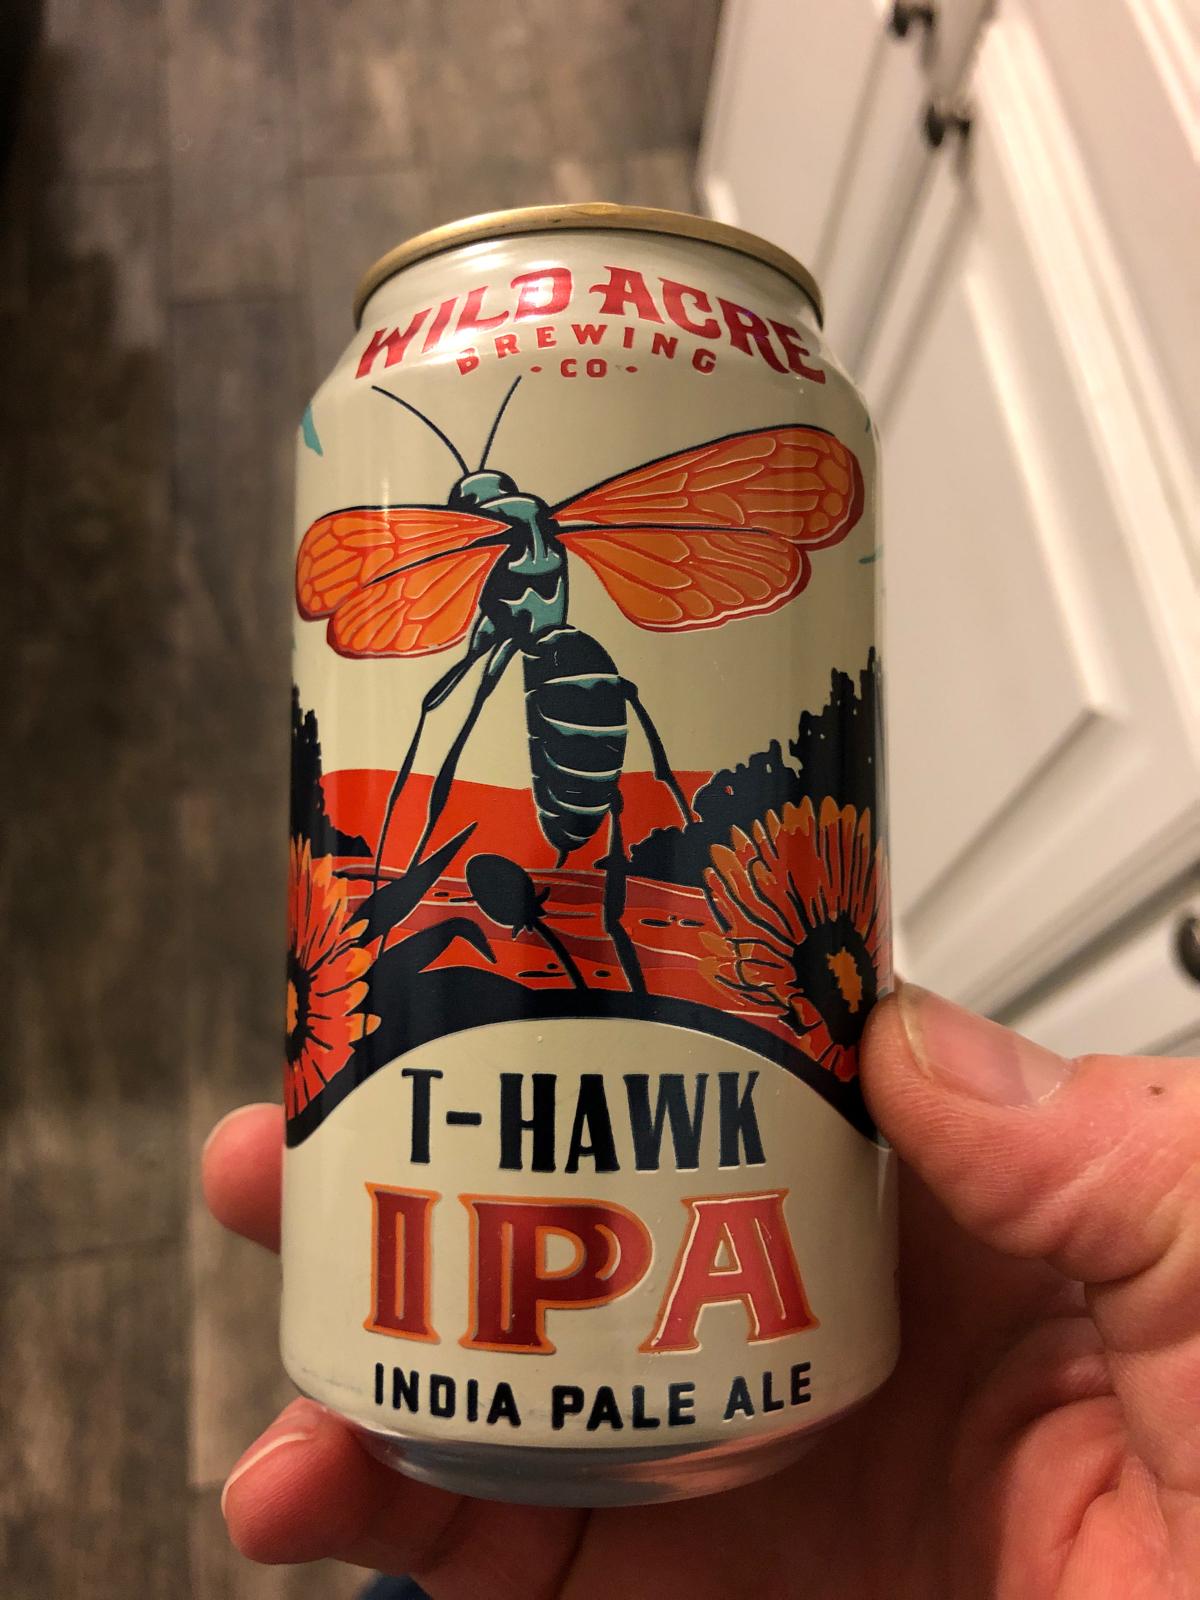 WILD ACRE
BREWING
· CO ·
T-HAWK
IPA
INDIA PALE ALE